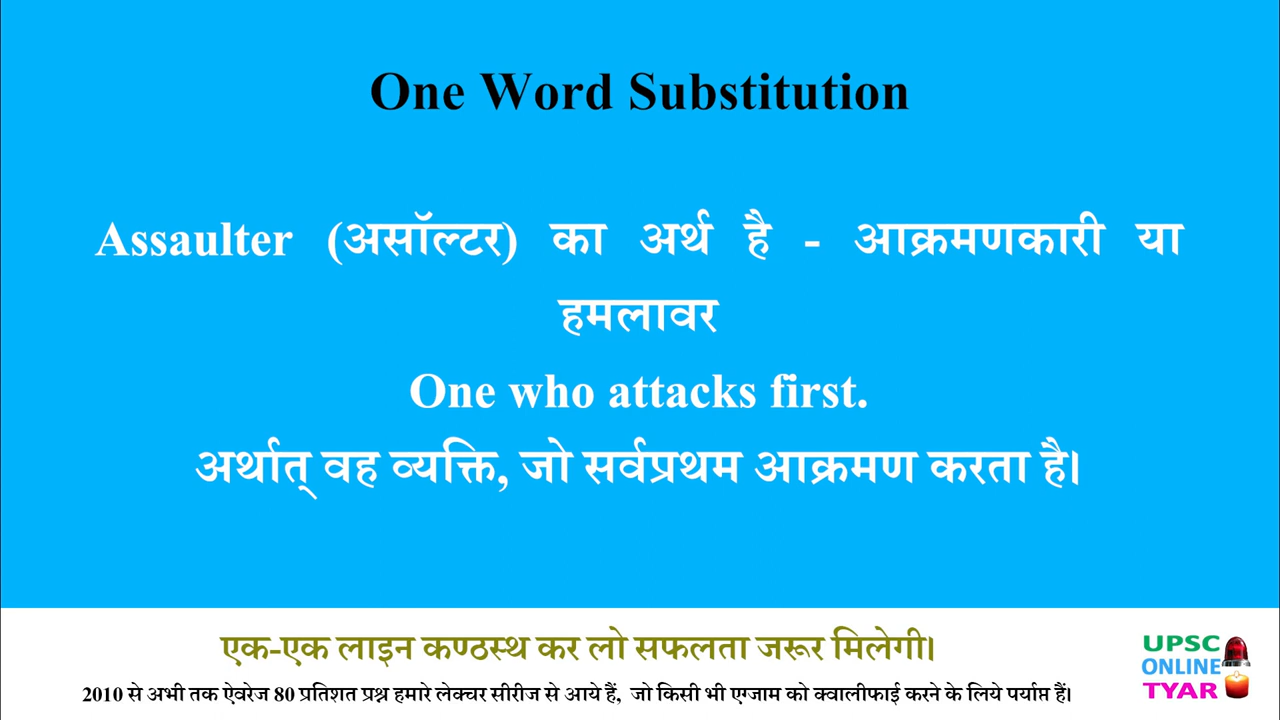 One Word Substitution
Assaulter (असॉल्टर) का अर्थ है - आक्रमणकारी या
हमलावर
One who attacks first.
अर्थात् वह व्यक्ति, जो सर्वप्रथम आक्रमण करता है।
एक-एक लाइन कण्ठस्थ कर लो सफलता जरूर मिलेगी।
2010 से अभी तक ऐवरेज 80 प्रतिशत प्रश्न हमारे लेक्चर सीरीज से आये हैं, जो किसी भी एग्जाम को क्वालीफाई करने के लिये पर्याप्त हैं।
UPSC
ONLINE
TYAR